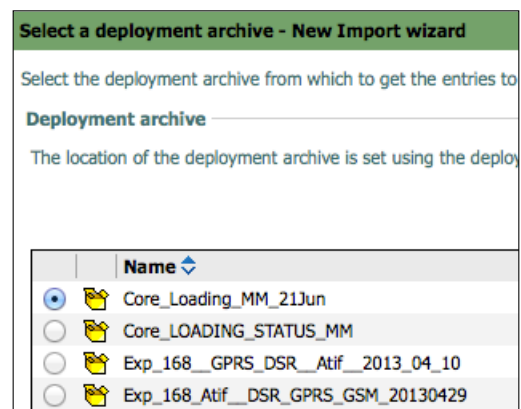 Select a deployment archive - New Import wizard
Select the deployment archive from which to get the entries to
Deployment archive
The location of the deployment archive is set using the
Name
Core_Loading_MM_21Jun
Core_LOADING_STATUS_MM
Exp_168__GPRS_DSR__Atif__2013_04_10
Exp_168_Atif__DSR_GPRS_GSM_20130429